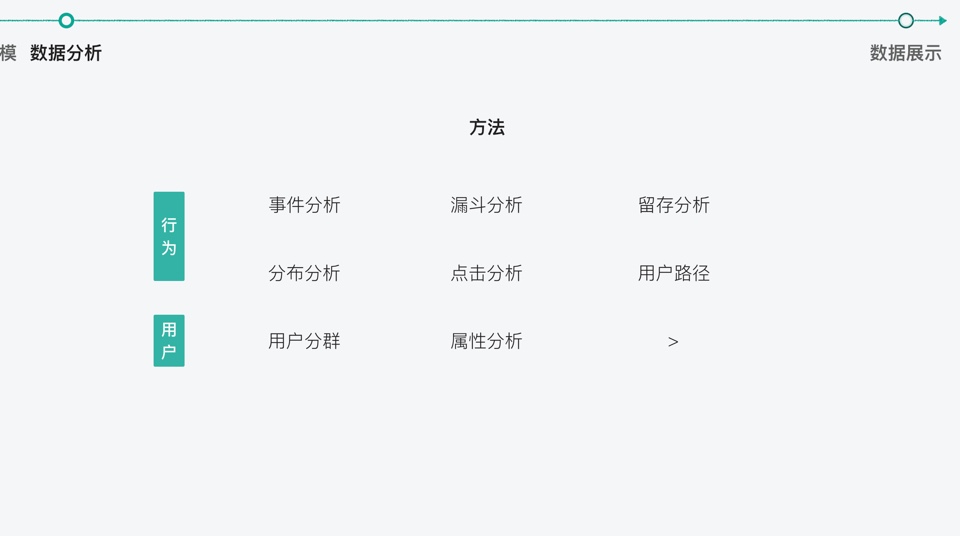 模 数据分析 数据展示
方法
行为
事件分析 漏斗分析 留存分析
分布分析 点击分析 用户路径
用户
用户分群 属性分析 >